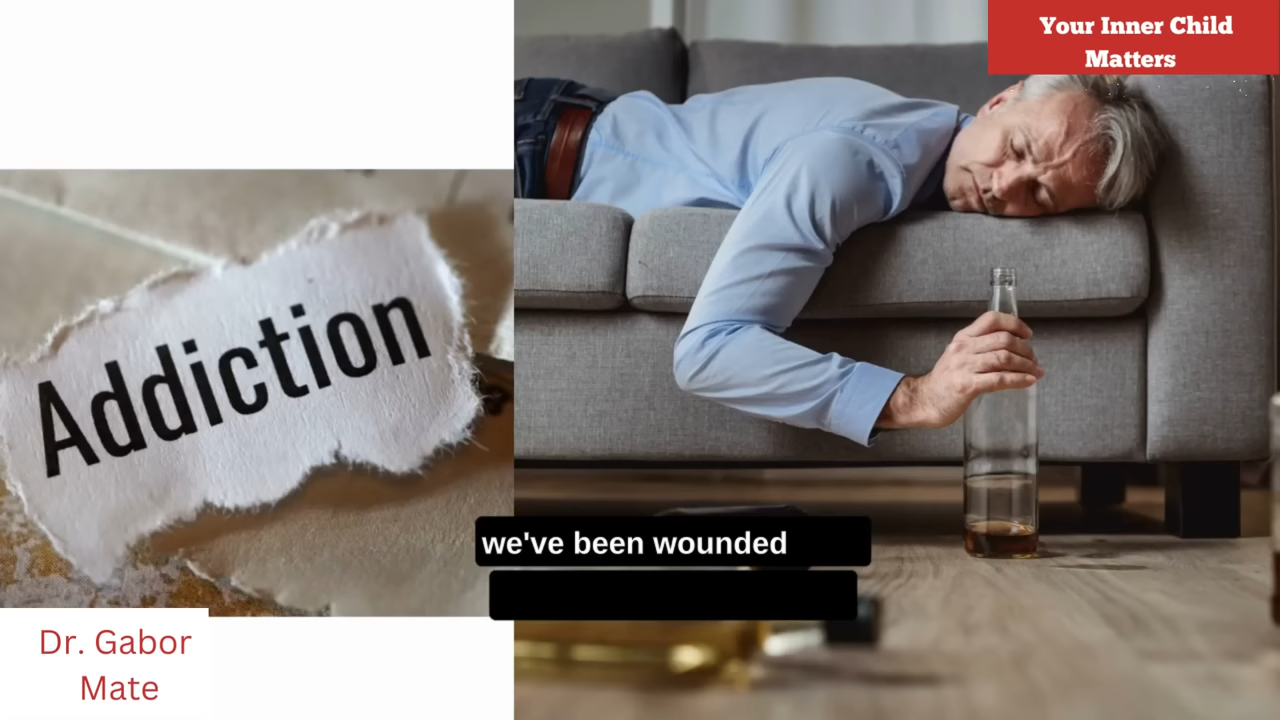 Your Inner Child
Matters
Addiction
we've been wounded
Dr. Gabor
Mate